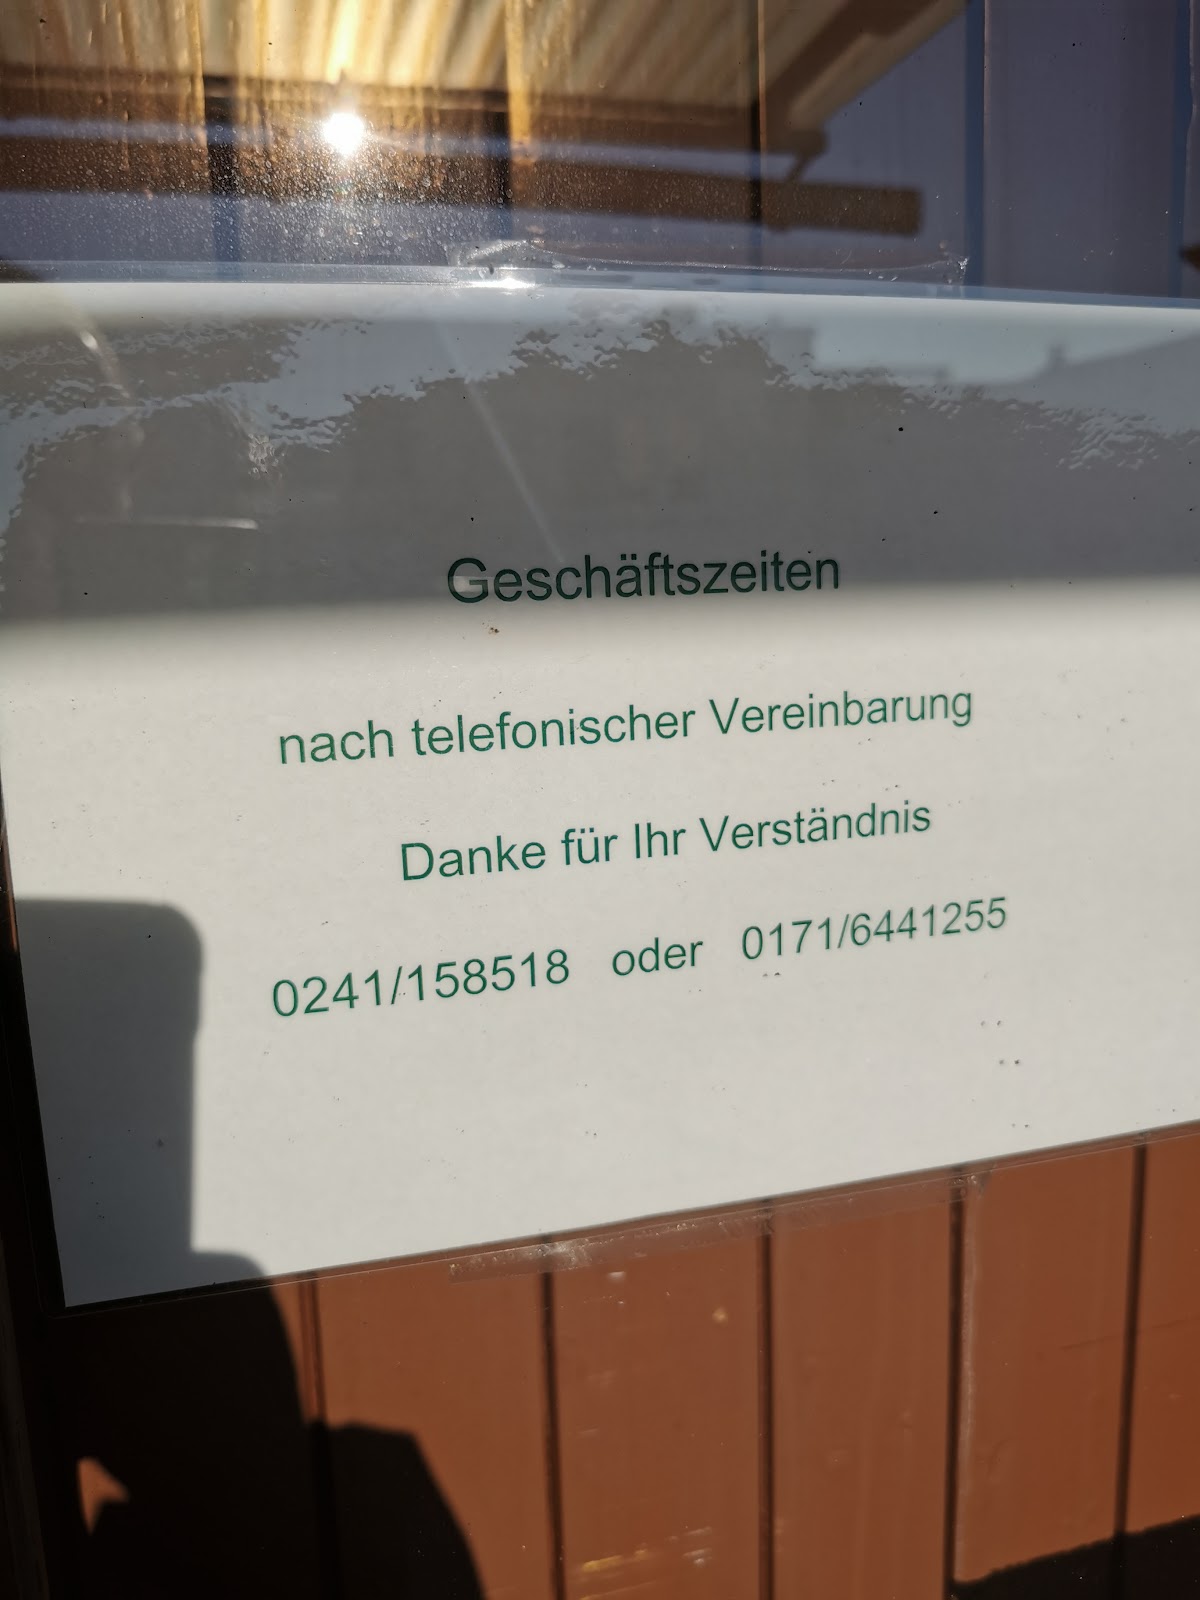 Geschäftszeiten
nach telefonischer Vereinbarung
Danke für Ihr Verständnis
0241/158518 oder 0171/6441255